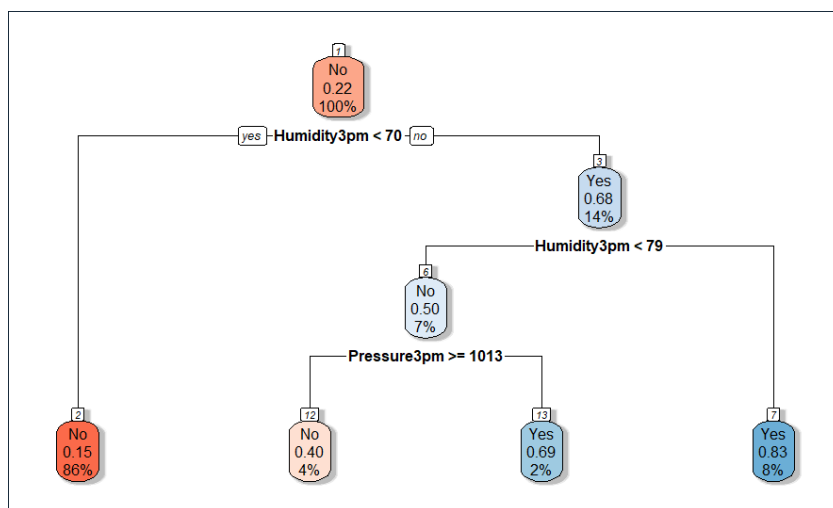 1
No
0.22
100%
yes Humidity3pm < 70 no
3
Yes
0.68
14%
Humidity3pm < 79
6
No
0.50
7%
Pressure3pm >= 1013
2
No
0.15
86%
12
No
0.40
4%
13
Yes
0.69
2%
7
Yes
0.83
8%